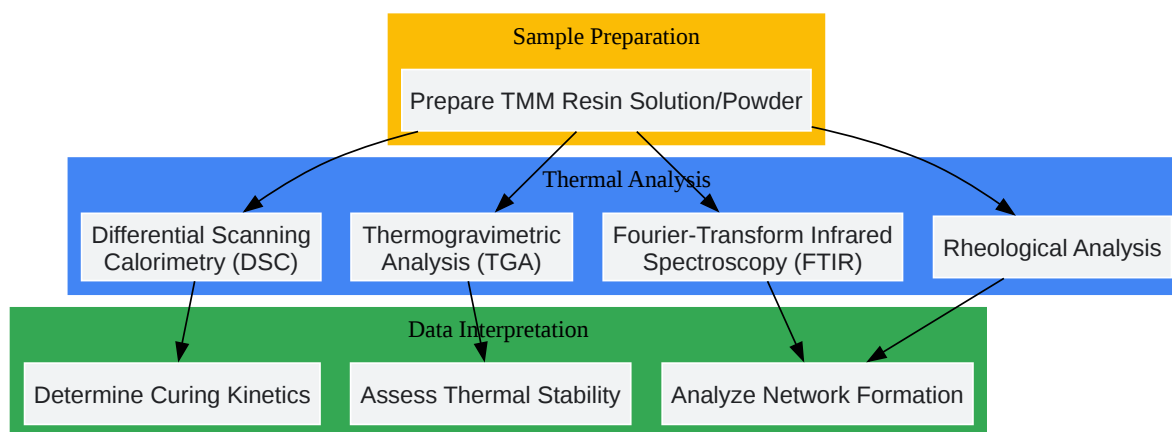 Sample Preparation
Prepare TMM Resin Solution/Powder
Thermal Analysis
Differential Scanning
Calorimetry (DSC)
Thermogravimetric
Analysis (TGA)
Fourier-Transform Infrared
Spectroscopy (FTIR)
Rheological Analysis
Data Interpretation
Determine Curing Kinetics
Assess Thermal Stability
Analyze Network Formation